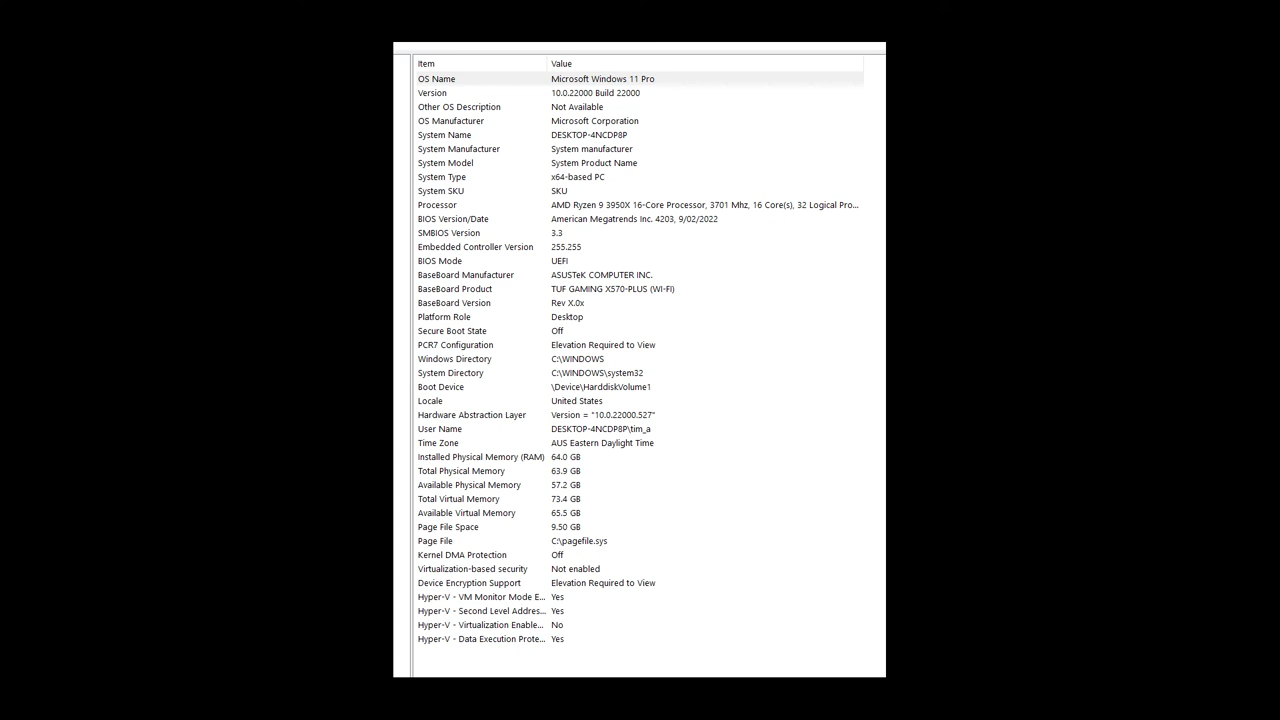 Item Value
OS Name Microsoft Windows 11 Pro
Version 10.0.22000 Build 22000
Other OS Description Not Available
OS Manufacturer Microsoft Corporation
System Name DESKTOP-4NCDP8P
System Manufacturer System manufacturer
System Model System Product Name
System Type x64-based PC
System SKU SKU
Processor AMD Ryzen 9 3950X 16-Core Processor, 3701 Mhz, 16 Core(s), 32 Logical Pro...
BIOS Version/Date American Megatrends Inc. 4203, 9/02/2022
SMBIOS Version 3.3
Embedded Controller Version 255.255
BIOS Mode UEFI
BaseBoard Manufacturer ASUSTeK COMPUTER INC.
BaseBoard Product TUF GAMING X570-PLUS (WI-FI)
BaseBoard Version Rev X.0x
Platform Role Desktop
Secure Boot State Off
PCR7 Configuration Elevation Required to View
Windows Directory C:\WINDOWS
System Directory C:\WINDOWS\system32
Boot Device \Device\HarddiskVolume1
Locale United States
Hardware Abstraction Layer Version = "10.0.22000.527"
User Name DESKTOP-4NCDP8P\tim_a
Time Zone AUS Eastern Daylight Time
Installed Physical Memory (RAM) 64.0 GB
Total Physical Memory 63.9 GB
Available Physical Memory 57.2 GB
Total Virtual Memory 73.4 GB
Available Virtual Memory 65.5 GB
Page File Space 9.50 GB
Page File C:\pagefile.sys
Kernel DMA Protection Off
Virtualization-based security Not enabled
Device Encryption Support Elevation Required to View
Hyper-V - VM Monitor Mode E... Yes
Hyper-V - Second Level Addres... Yes
Hyper-V - Virtualization Enable... No
Hyper-V - Data Execution Prote... Yes